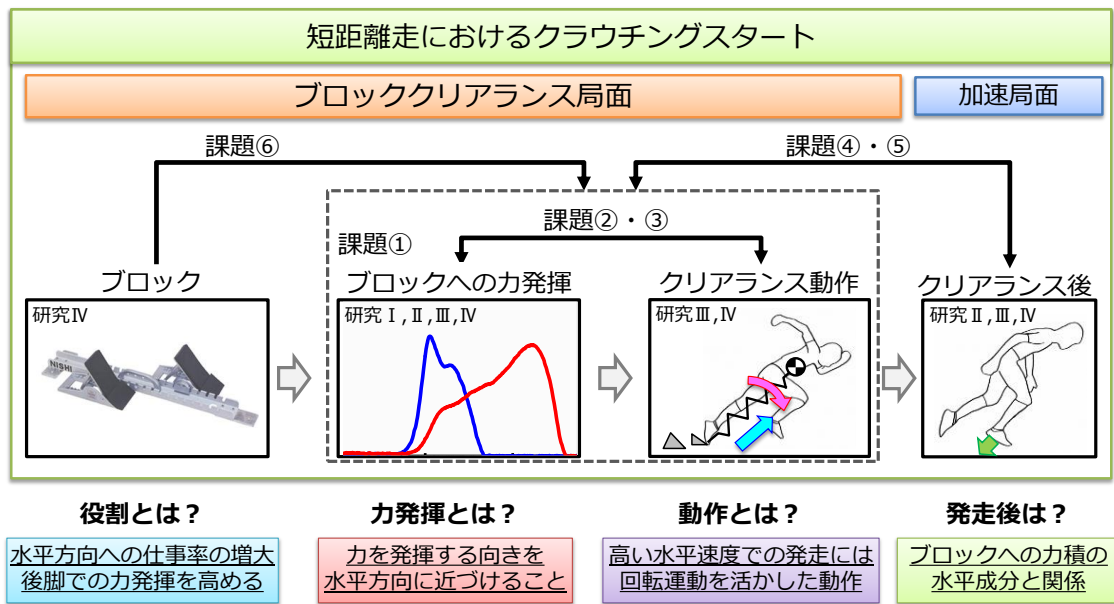 短距離走におけるクラウチングスタート
ブロッククリアランス局面
加速局面
課題⑥
課題④・⑤
課題②・③
課題①
ブロック
ブロックへの力発揮
クリアランス動作
クリアランス後
研究Ⅳ
研究Ⅰ,Ⅱ,Ⅲ,Ⅳ
研究Ⅲ,Ⅳ
研究Ⅱ,Ⅲ,Ⅳ
NISHI
役割とは？
力発揮とは？
動作とは？
発走後は？
水平方向への仕事率の増大
後脚での力発揮を高める
力を発揮する向きを
水平方向に近づけること
高い水平速度での発走には
回転運動を活かした動作
ブロックへの力積の
水平成分と関係